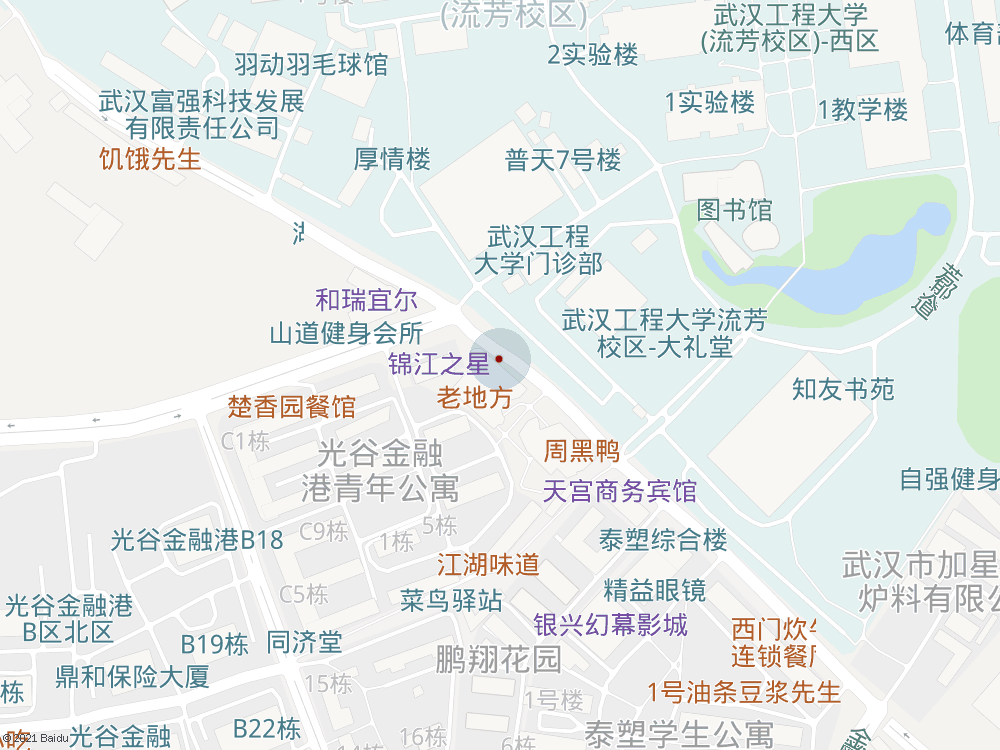 (流芳校区)
武汉工程大学
(流芳校区)-西区
2实验楼
羽动羽毛球馆
武汉富强科技发展
有限责任公司
饥饿先生
厚情楼
普天7号楼
1实验楼
1教学楼
图书馆
武汉工程
大学门诊部
茅郡道
和瑞宜尔
山道健身会所
锦江之星
老地方
武汉工程大学流芳
校区-大礼堂
知友书苑
楚香园餐馆
C1栋
光谷金融
港青年公寓
周黑鸭
天宫商务宾馆
自强健身
C9栋
5栋
1栋
光谷金融港B18
泰塑综合楼
武汉市加星
炉料有限公
江湖味道
C5栋
菜鸟驿站
精益眼镜
光谷金融港
B区北区
银兴幻幕影城
西门炊
连锁餐厅
B19栋
同济堂
鹏翔花园
鼎和保险大厦
栋
15栋
1号楼
1号油条豆浆先生
B22栋
光谷金融
16栋
泰塑学生公寓
© 2021 Baidu